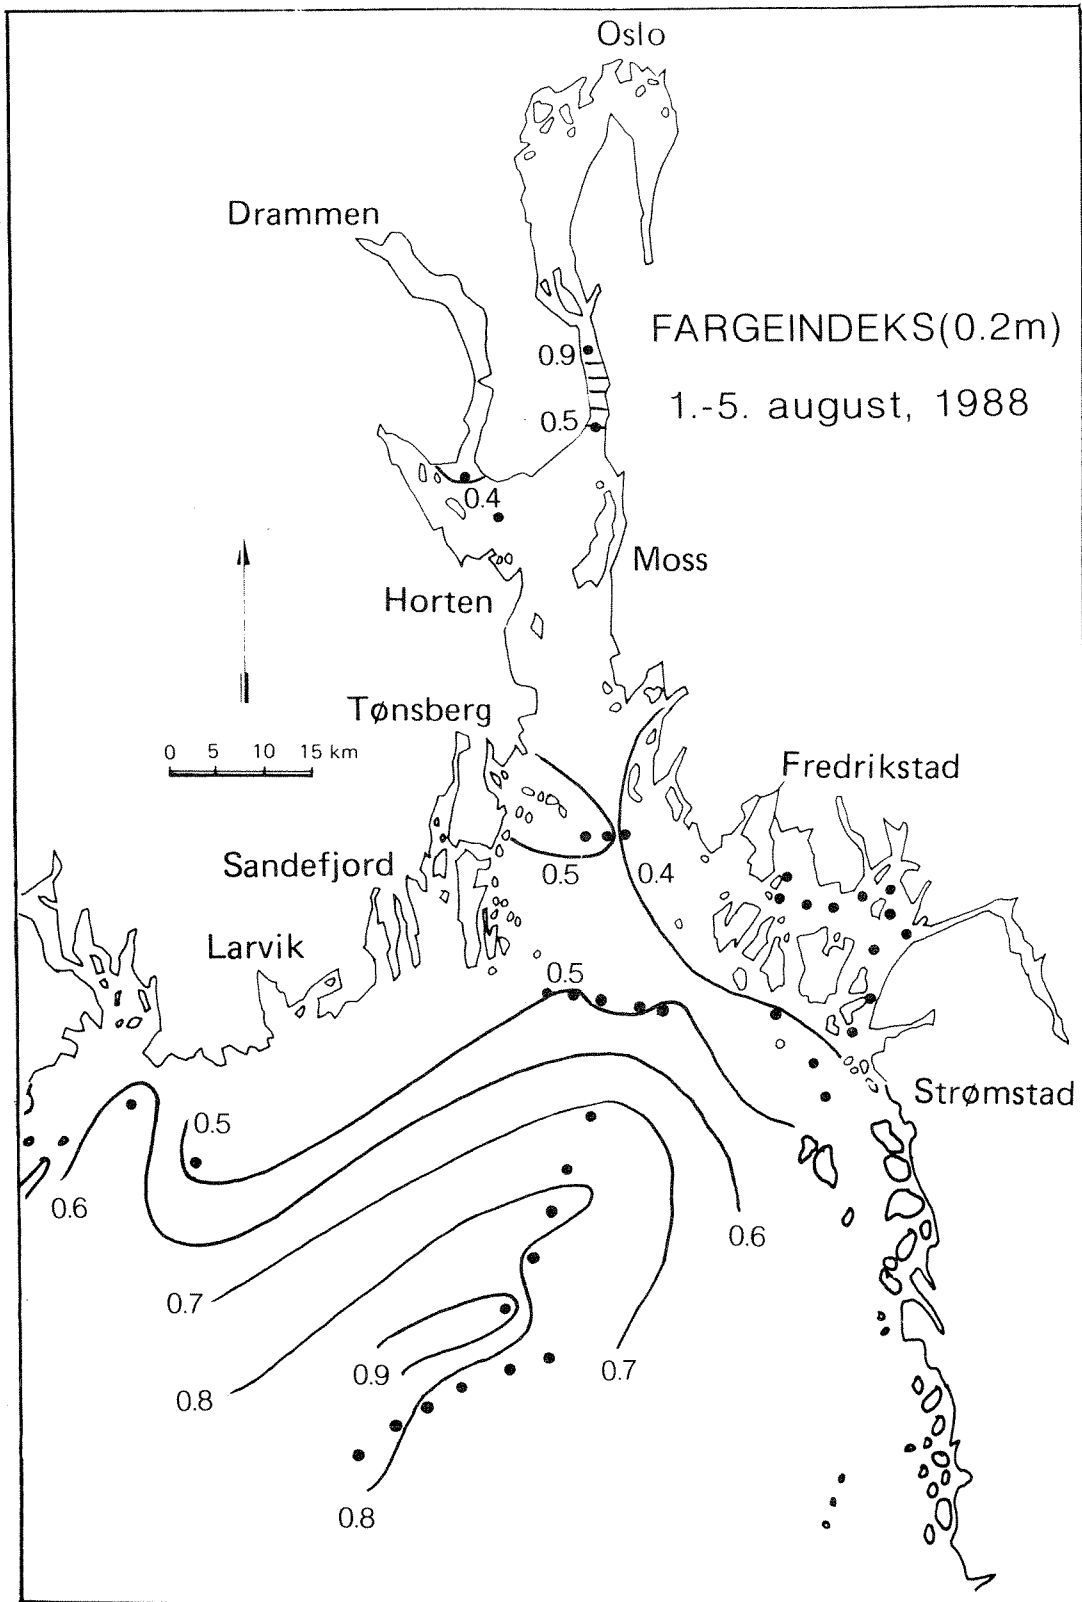 Oslo
Drammen
FARGEINDEKS(0.2m)
0.9
1.-5. august, 1988
0.5
0.4
Moss
Horten
Tønsberg
0 5 10 15 km
Fredrikstad
Sandefjord
0.5
0.4
Larvik
0.5
Strømstad
0.5
0.6
0.6
0.7
0.7
0.9
0.8
0.8